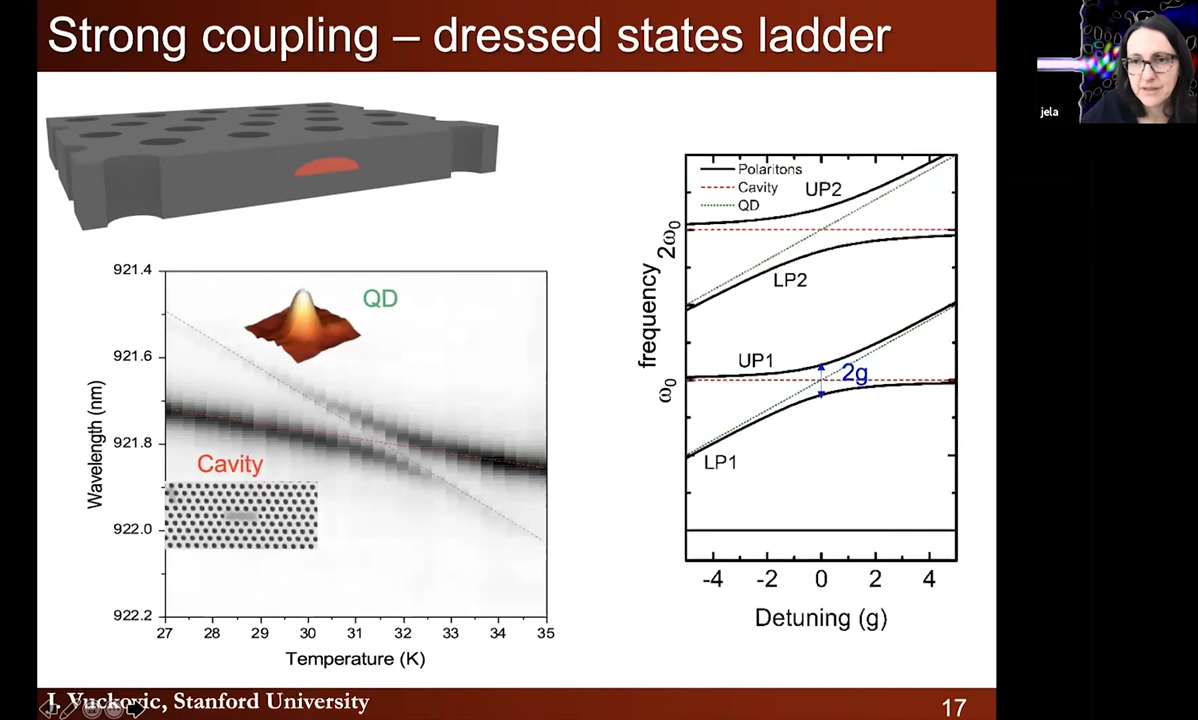 Strong coupling – dressed states ladder
jela
921.4
921.6
921.8
922.0
922.2
Wavelength (nm)
QD
Cavity
27 28 29 30 31 32 33 34 35
Temperature (K)
Polaritons
Cavity
QD
UP2
LP2
UP1
2g
LP1
2ω₀
ω₀
frequency
-4 -2 0 2 4
Detuning (g)
J. Vuckovic, Stanford University
17